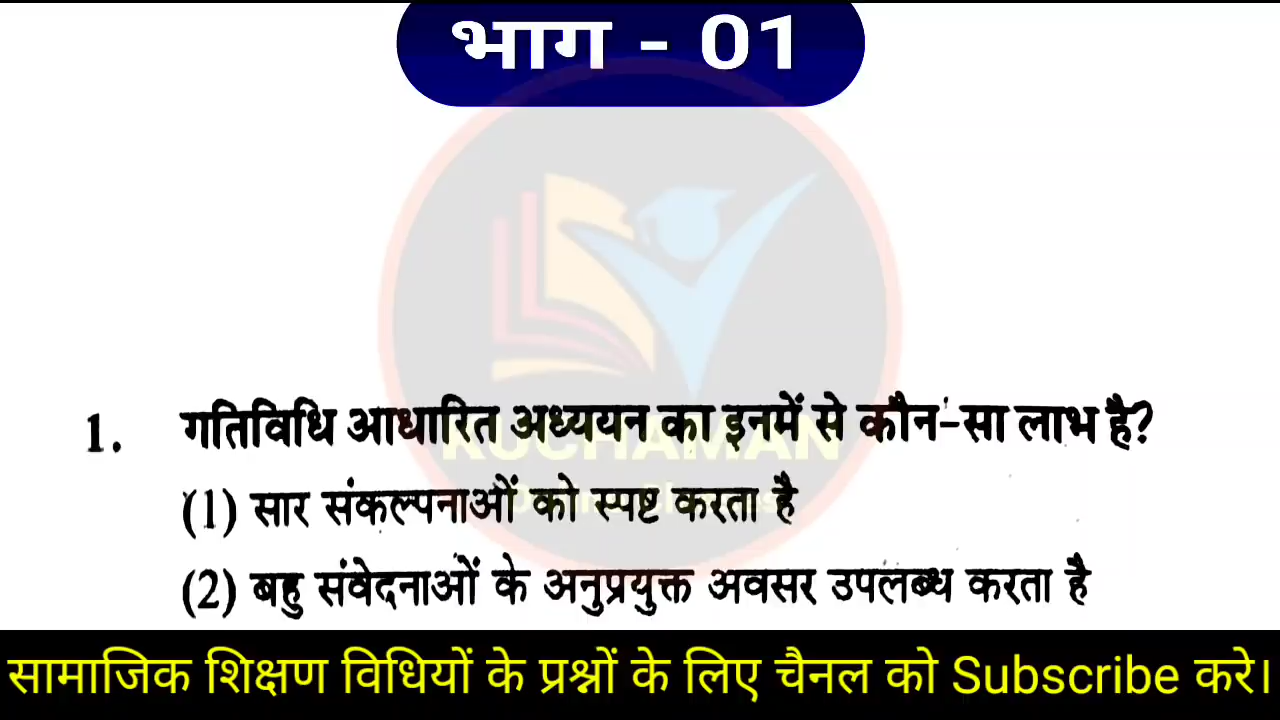 भाग - 01
1. गतिविधि आधारित अध्ययन का इनमें से कौन-सा लाभ है?
KUCHAMAN
(1) सार संकल्पनाओं को स्पष्ट करता है
(2) बहु संवेदनाओं के अनुप्रयुक्त अवसर उपलब्ध करता है
सामाजिक शिक्षण विधियों के प्रश्नों के लिए चैनल को Subscribe करे।